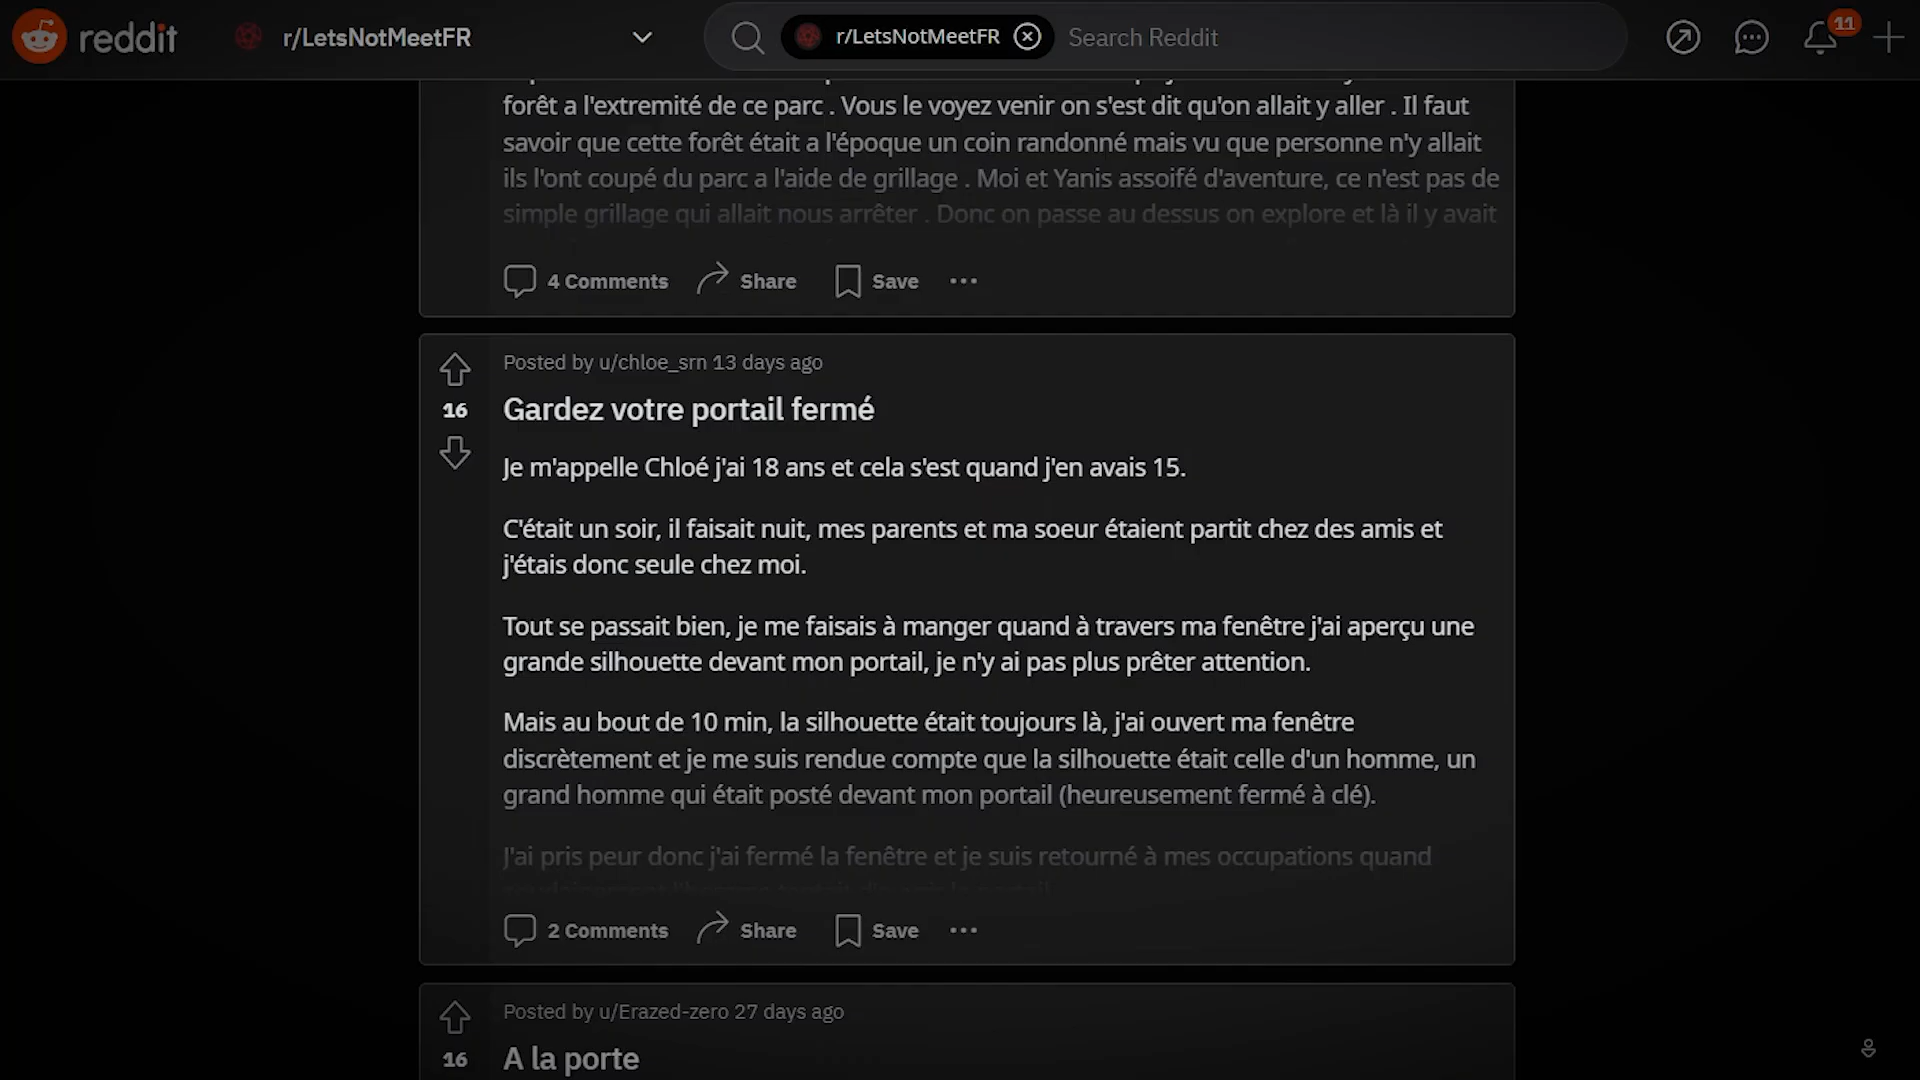 reddit
r/LetsNotMeetFR
r/LetsNotMeetFR
Search Reddit
11
forêt a l'extremité de ce parc . Vous le voyez venir on s'est dit qu'on allait y aller . Il faut
savoir que cette forêt était a l'époque un coin randonné mais vu que personne n'y allait
ils l'ont coupé du parc a l'aide de grillage . Moi et Yanis assoifé d'aventure, ce n'est pas de
simple grillage qui allait nous arrêter . Donc on passe au dessus on explore et là il y avait
4 Comments
Share
Save
Posted by u/chloe_srn 13 days ago
16
Gardez votre portail fermé
Je m'appelle Chloé j'ai 18 ans et cela s'est quand j'en avais 15.
C'était un soir, il faisait nuit, mes parents et ma soeur étaient partit chez des amis et
j'étais donc seule chez moi.
Tout se passait bien, je me faisais à manger quand à travers ma fenêtre j'ai aperçu une
grande silhouette devant mon portail, je n'y ai pas plus prêter attention.
Mais au bout de 10 min, la silhouette était toujours là, j'ai ouvert ma fenêtre
discrètement et je me suis rendue compte que la silhouette était celle d'un homme, un
grand homme qui était posté devant mon portail (heureusement fermé à clé).
J'ai pris peur donc j'ai fermé la fenêtre et je suis retourné à mes occupations quand
2 Comments
Share
Save
Posted by u/Erazed-zero 27 days ago
16
A la porte